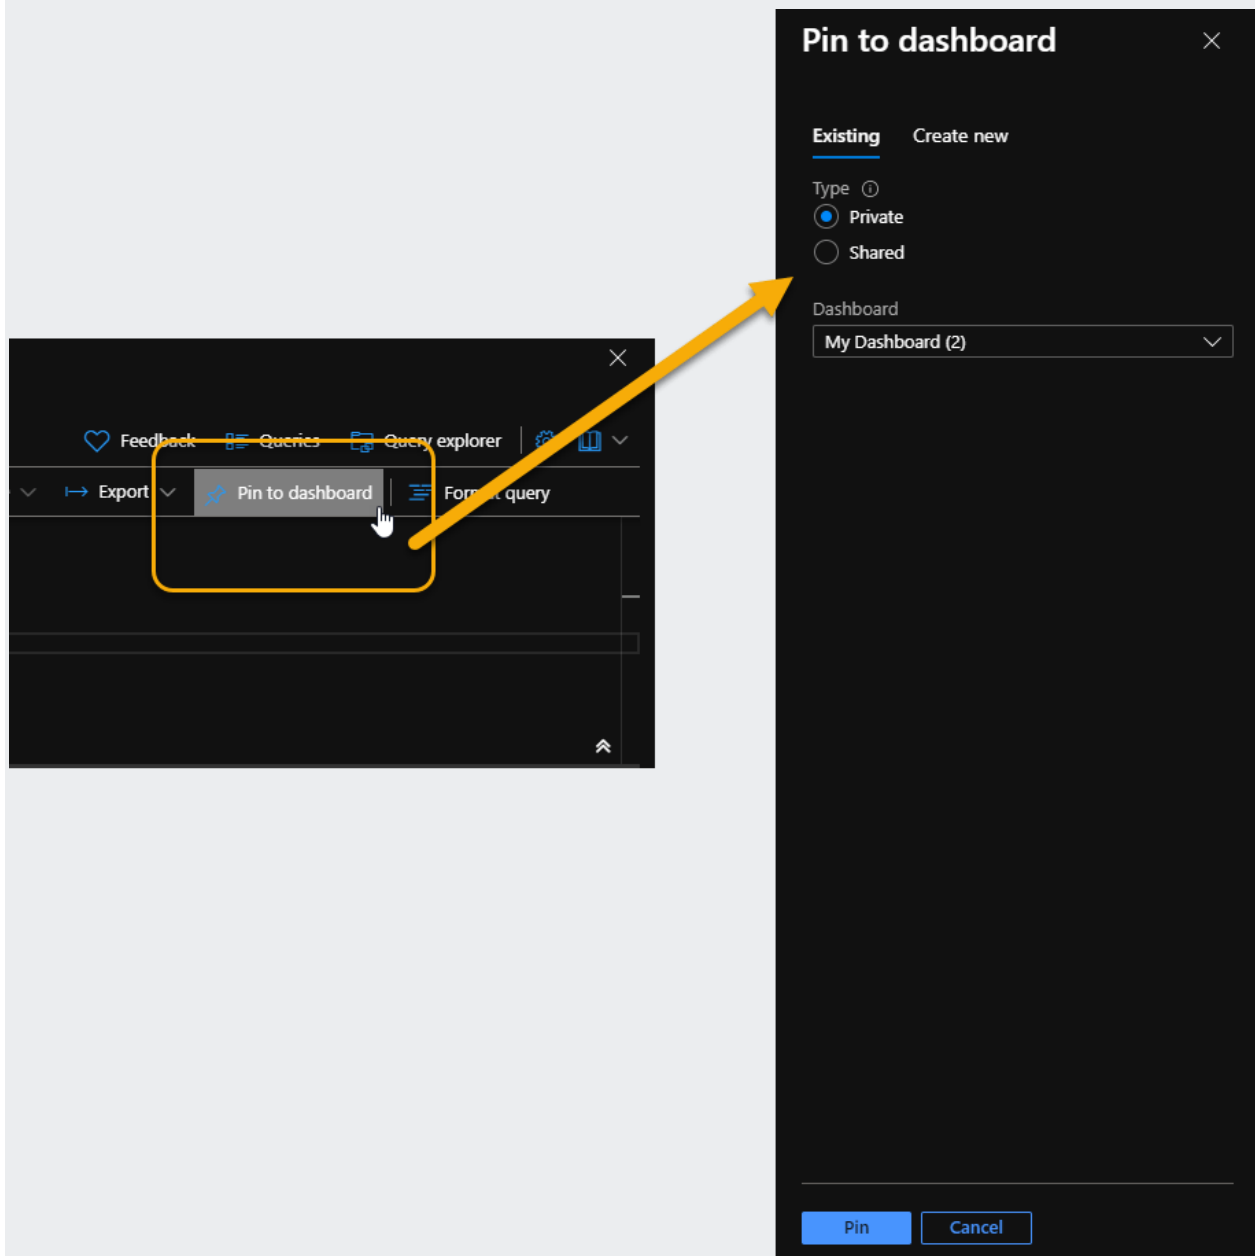 Feedback Queries Query explorer
Export Pin to dashboard Format query
Pin to dashboard
Existing Create new
Type
Private
Shared
Dashboard
My Dashboard (2)
Pin Cancel